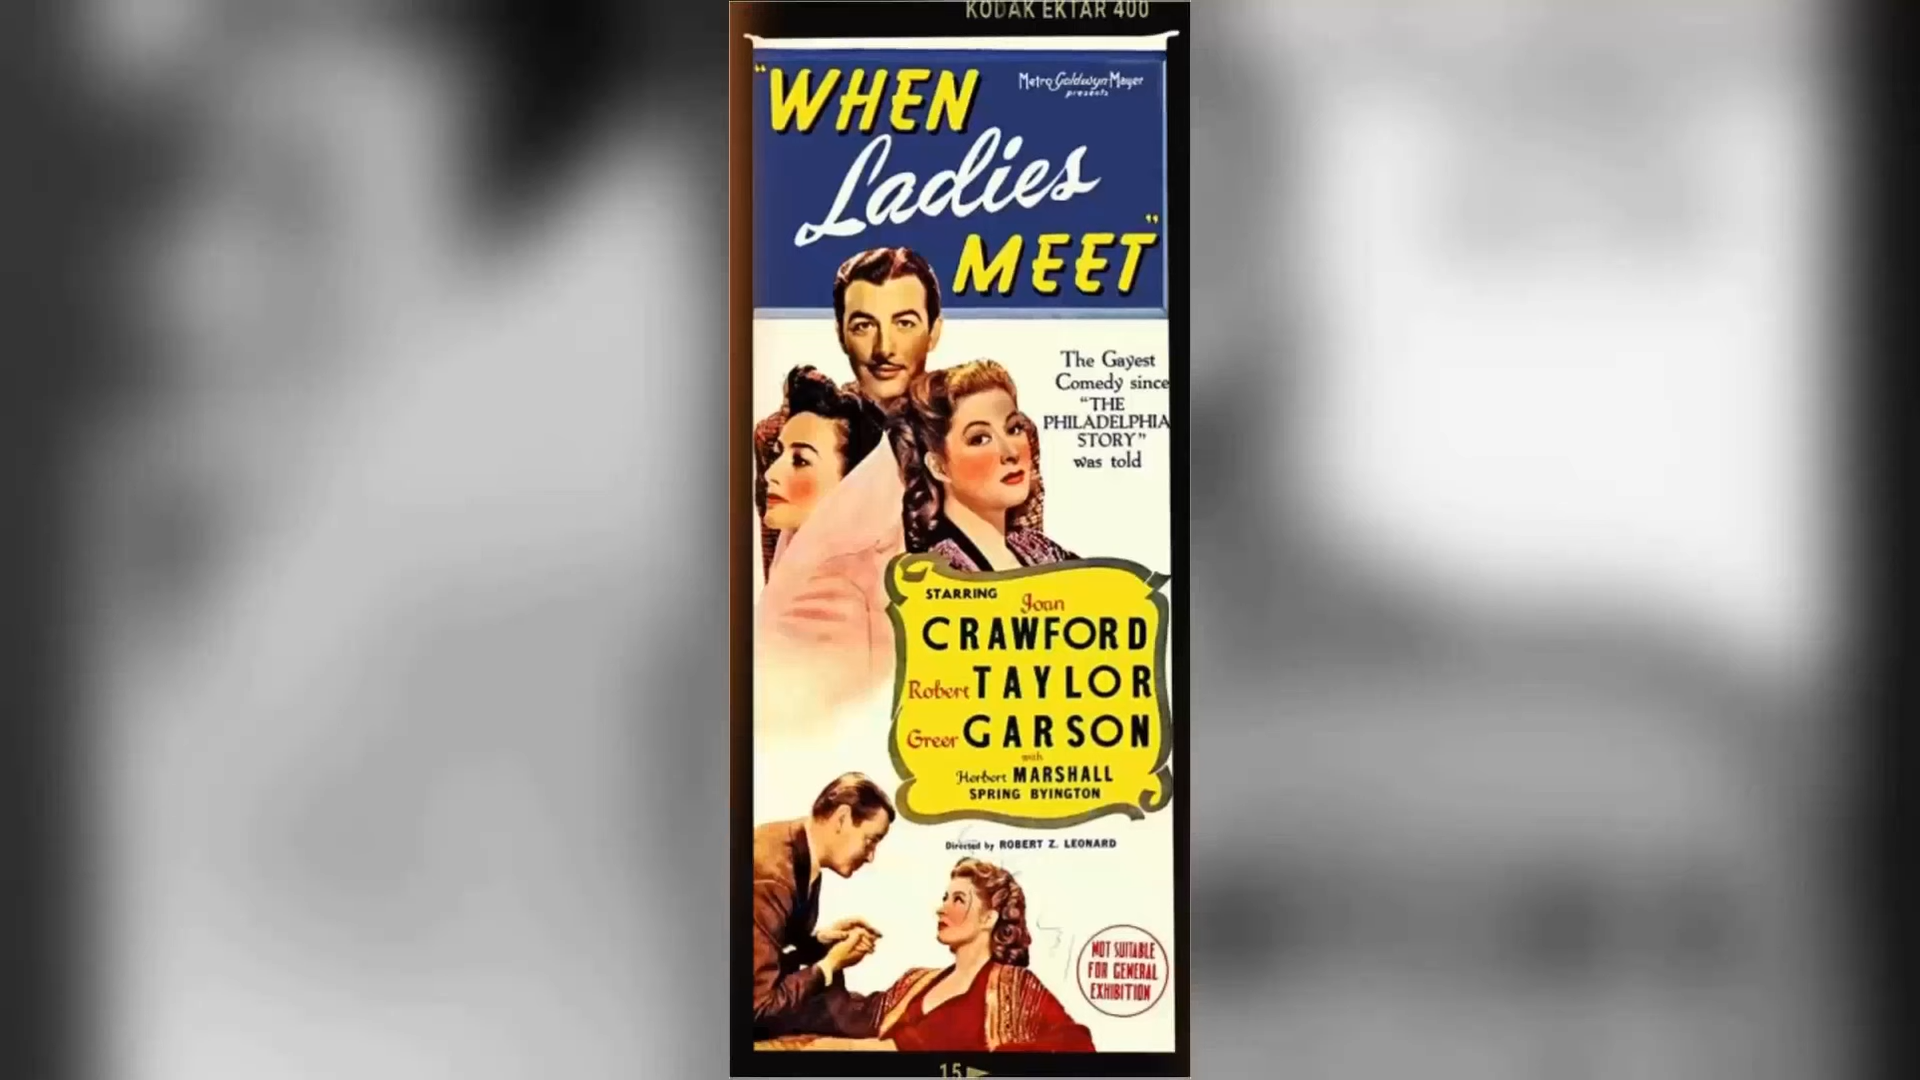 KODAK EKTAR 400
"WHEN
Metro Goldwyn Mayer
presents
Ladies
MEET"
The Gayest
Comedy since
"THE
PHILADELPHIA
STORY"
was told
STARRING Joan
CRAWFORD
Robert TAYLOR
Greer GARSON
with
Herbert MARSHALL
SPRING BYINGTON
Directed by ROBERT Z. LEONARD
NOT SUITABLE
FOR GENERAL
EXHIBITION
15